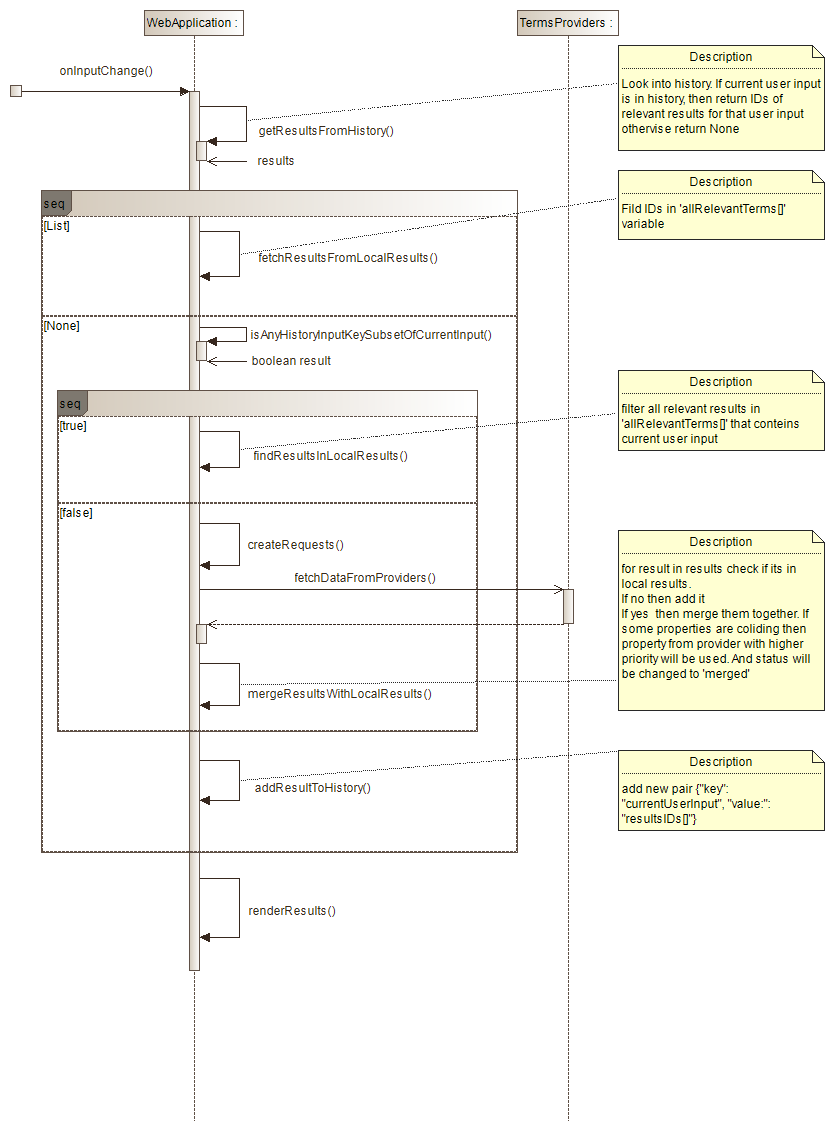 WebApplication :
TermsProviders :
Description
Look into history. If current user input
is in history, then return IDs of
relevant results for that user input
othervise return None
onInputChange()
getResultsFromHistory()
results
Description
Fild IDs in 'allRelevantTerms[]'
variable
seq
[List]
fetchResultsFromLocalResults()
[None]
isAnyHistoryInputKeySubsetOfCurrentInput()
boolean result
Description
filter all relevant results in
'allRelevantTerms[]' that conteins
current user input
seq
[true]
findResultsInLocalResults()
[false]
createRequests()
fetchDataFromProviders()
Description
for result in results check if its in
local results.
If no then add it
If yes  then merge them together. If
some properties are coliding then
property from provider with higher
priority will be used. And status will
be changed to 'merged'
mergeResultsWithLocalResults()
Description
add new pair {"key":
"currentUserInput", "value:":
"resultsIDs[]"}
addResultToHistory()
renderResults()